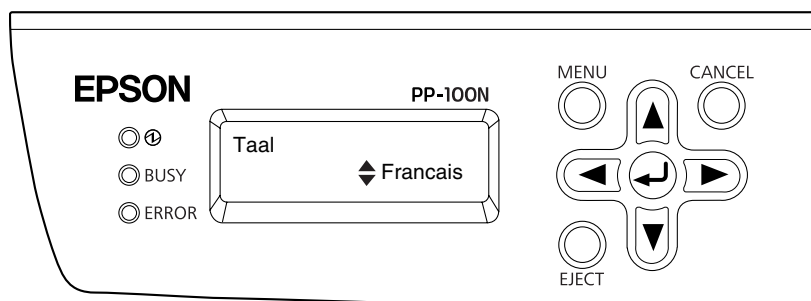 EPSON
PP-100N
BUSY
ERROR
Taal
Francais
MENU
CANCEL
EJECT